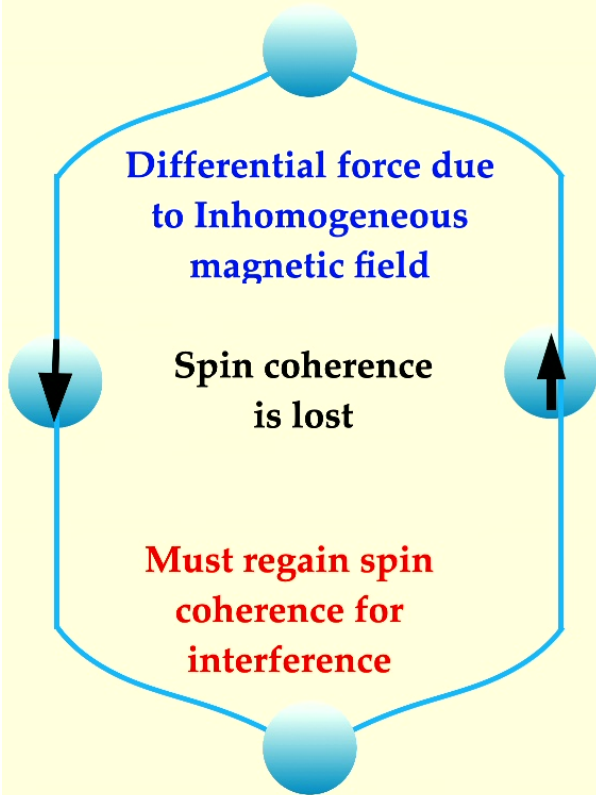 Differential force due
to Inhomogeneous
magnetic field
Spin coherence
is lost
Must regain spin
coherence for
interference